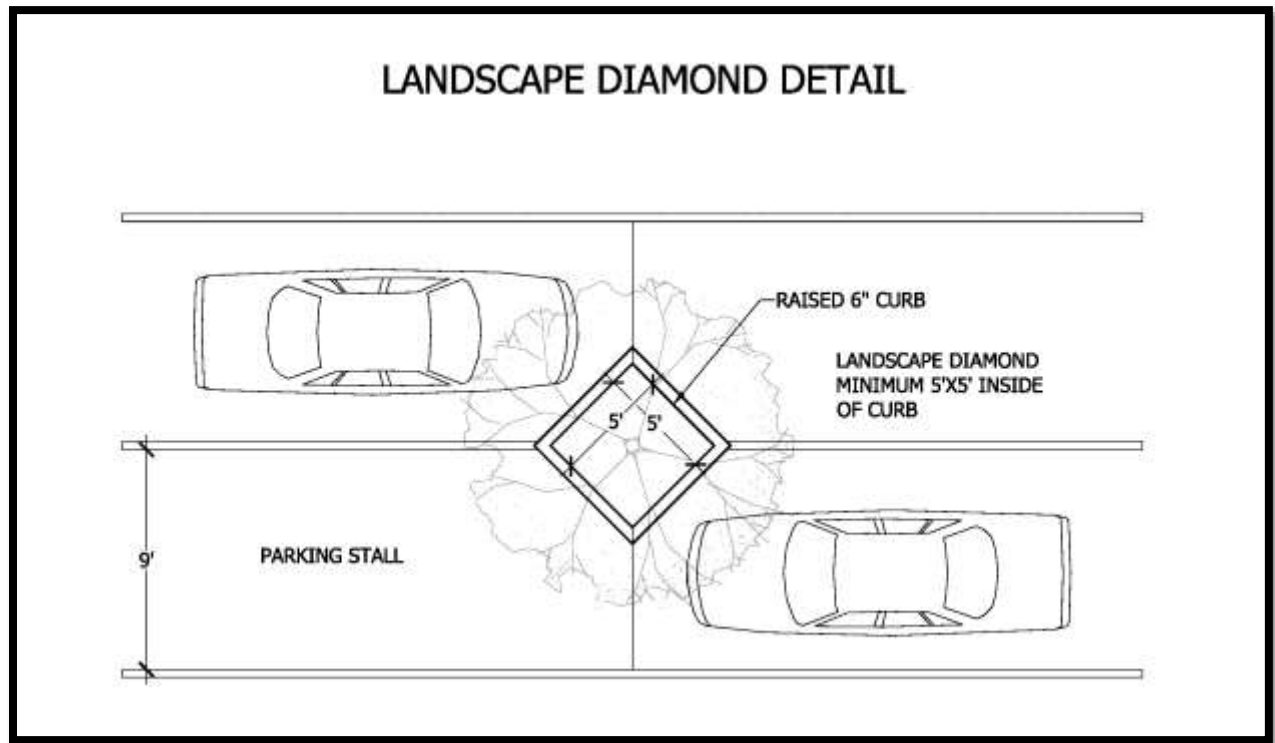 LANDSCAPE DIAMOND DETAIL
RAISED 6" CURB
LANDSCAPE DIAMOND
MINIMUM 5'X5' INSIDE
OF CURB
5' 5'
9'
PARKING STALL